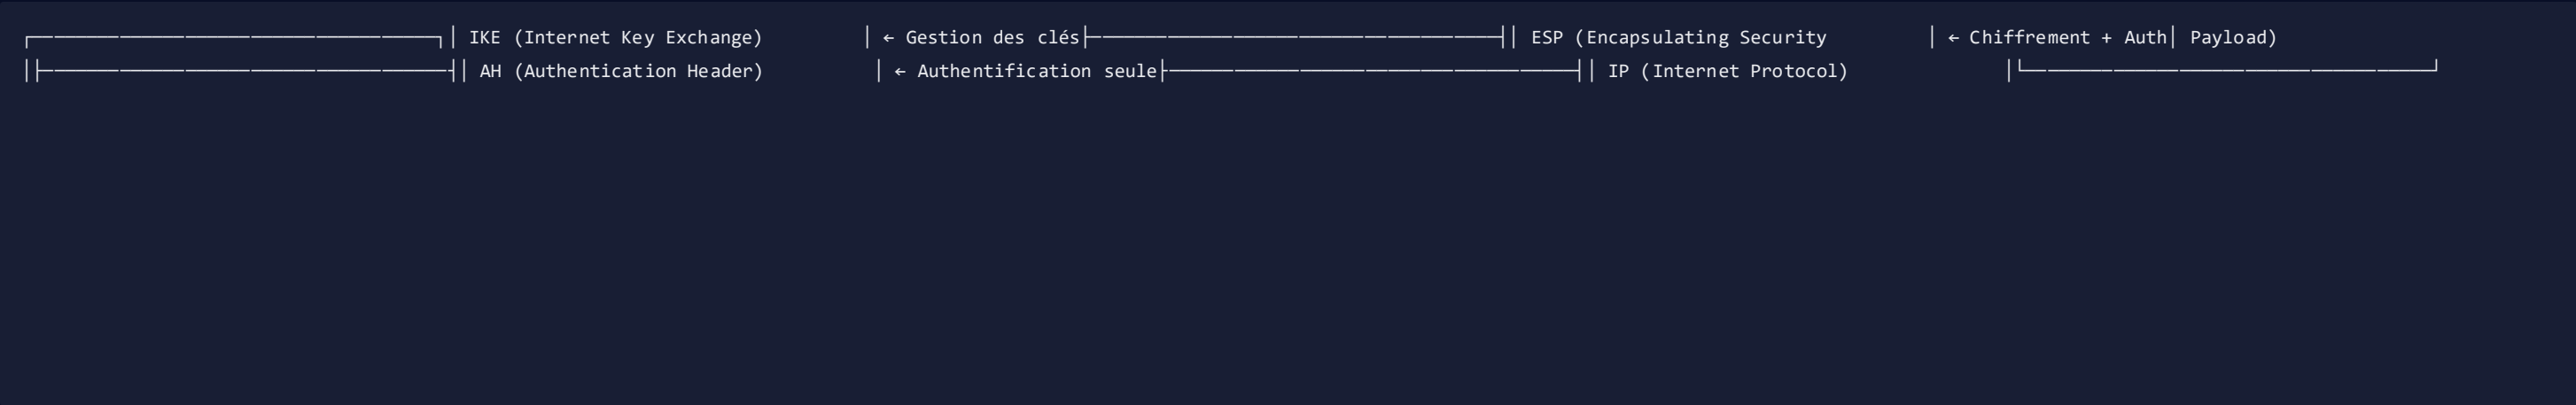 ┌─────────────────────────────────────┐│ IKE (Internet Key Exchange)         │ ← Gestion des clés├─────────────────────────────────────┤│ ESP (Encapsulating Security         │ ← Chiffrement + Auth│ Payload)
│├─────────────────────────────────────┤│ AH (Authentication Header)          │ ← Authentification seule├─────────────────────────────────────┤│ IP (Internet Protocol)              │└─────────────────────────────────────┘